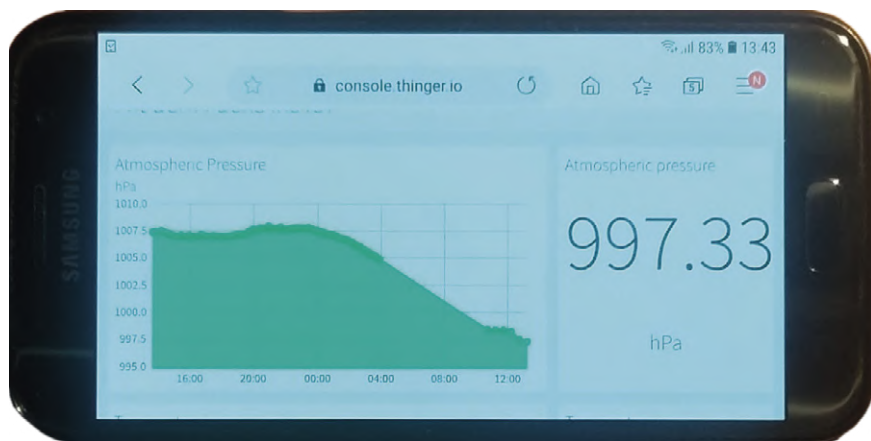 83% 13:43
console.thinger.io
5
N
Atmospheric Pressure
hPa
1010.0
1007.5
1005.0
1002.5
1000.0
997.5
995.0
16:00 20:00 00:00 04:00 08:00 12:00
Atmospheric pressure
997.33
hPa
SAMSUNG